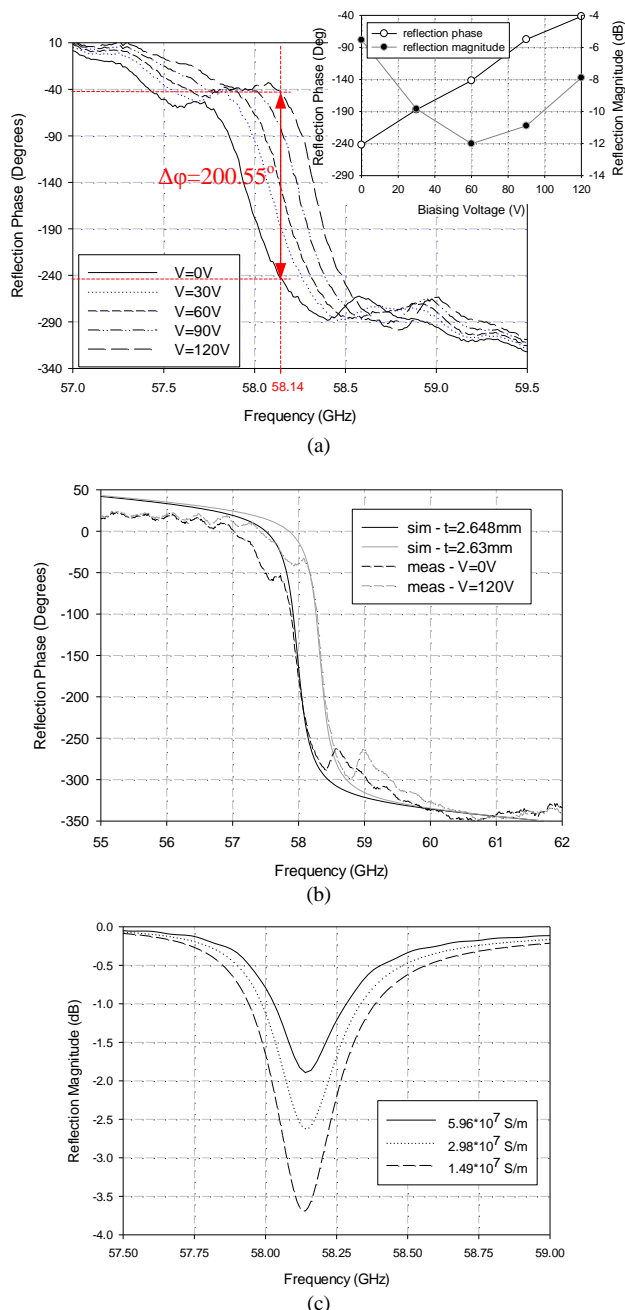 10
-40
-90
-140
-190
-240
-290
-340
Reflection Phase (Degrees)
Δφ=200.55°
V=0V
V=30V
V=60V
V=90V
V=120V
57.0 57.5 58.0 58.14 58.5 59.0 59.5
Frequency (GHz)
-40
-90
-140
-190
-240
-290
Reflection Phase (Deg)
reflection phase
reflection magnitude
-4
-6
-8
-10
-12
-14
Reflection Magnitude (dB)
0 20 40 60 80 100 120
Biasing Voltage (V)
(a)
50
0
-50
-100
-150
-200
-250
-300
-350
Reflection Phase (Degrees)
sim - t=2.648mm
sim - t=2.63mm
meas - V=0V
meas - V=120V
55 56 57 58 59 60 61 62
Frequency (GHz)
(b)
0.0
-0.5
-1.0
-1.5
-2.0
-2.5
-3.0
-3.5
-4.0
Reflection Magnitude (dB)
5.96*10⁷ S/m
2.98*10⁷ S/m
1.49*10⁷ S/m
57.50 57.75 58.00 58.25 58.50 58.75 59.00
Frequency (GHz)
(c)